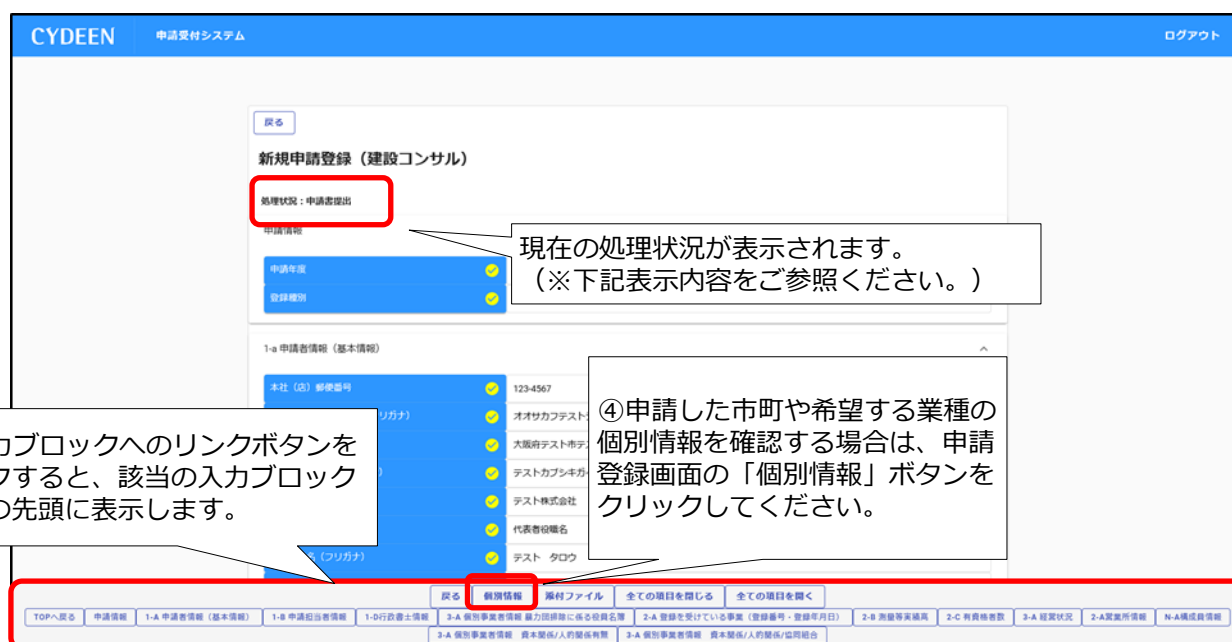 CYDEEN 申請受付システム ログアウト
戻る
新規申請登録（建設コンサル）
処理状況：申請書提出
申請情報
現在の処理状況が表示されます。
（※下記表示内容をご参照ください。）
申請年度
登録種別
1-a 申請者情報（基本情報）
本社（店）郵便番号 123-4567
リガナ）
オオサカフテスト
大阪府テスト市テ
テストカブシキガ
テスト株式会社
代表者役職名
（フリガナ） テスト タロウ
④申請した市町や希望する業種の
個別情報を確認する場合は、申請
登録画面の「個別情報」ボタンを
クリックしてください。
力ブロックへのリンクボタンを
クすると、該当の入力ブロック
の先頭に表示します。
戻る 個別情報 添付ファイル 全ての項目を閉じる 全ての項目を開く
TOPへ戻る 申請情報 1-A 申請者情報（基本情報） 1-B 申請担当者情報 1-D行政書士情報 3-A 個別事業者情報 暴力団排除に係る役員名簿 2-A 登録を受けている事業（登録番号・登録年月日） 2-B 測量等実績高 2-C 有資格者数 3-A 経営状況 2-A営業所情報 N-A構成員情報
3-A 個別事業者情報 資本関係/人的関係有無 3-A 個別事業者情報 資本関係/人的関係/協同組合